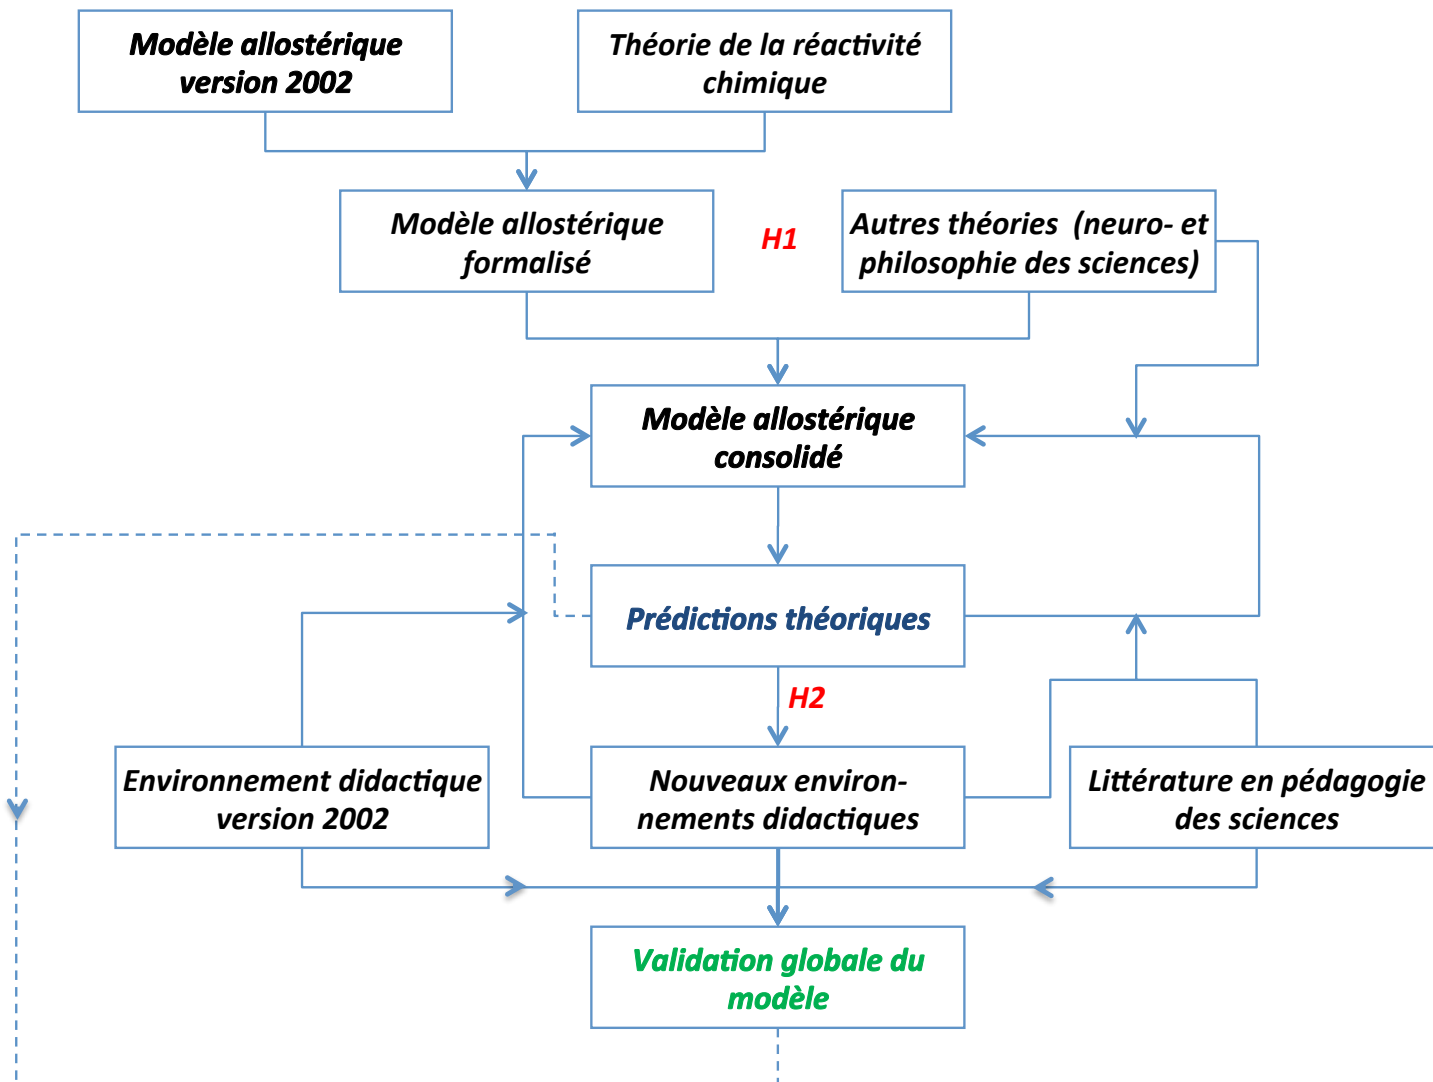 Modèle allostérique
version 2002
Théorie de la réactivité
chimique
Modèle allostérique
formalisé
H1
Autres théories (neuro- et
philosophie des sciences)
Modèle allostérique
consolidé
Prédictions théoriques
H2
Environnement didactique
version 2002
Nouveaux environ-
nements didactiques
Littérature en pédagogie
des sciences
Validation globale du
modèle